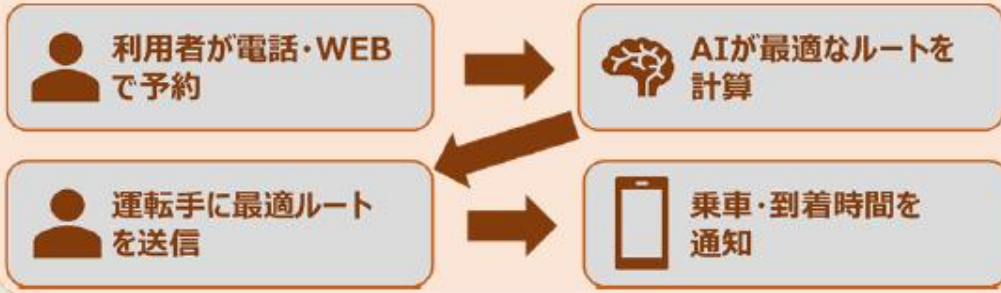 利用者が電話・WEB
で予約
AIが最適なルートを
計算
運転手に最適ルート
を送信
乗車・到着時間を
通知